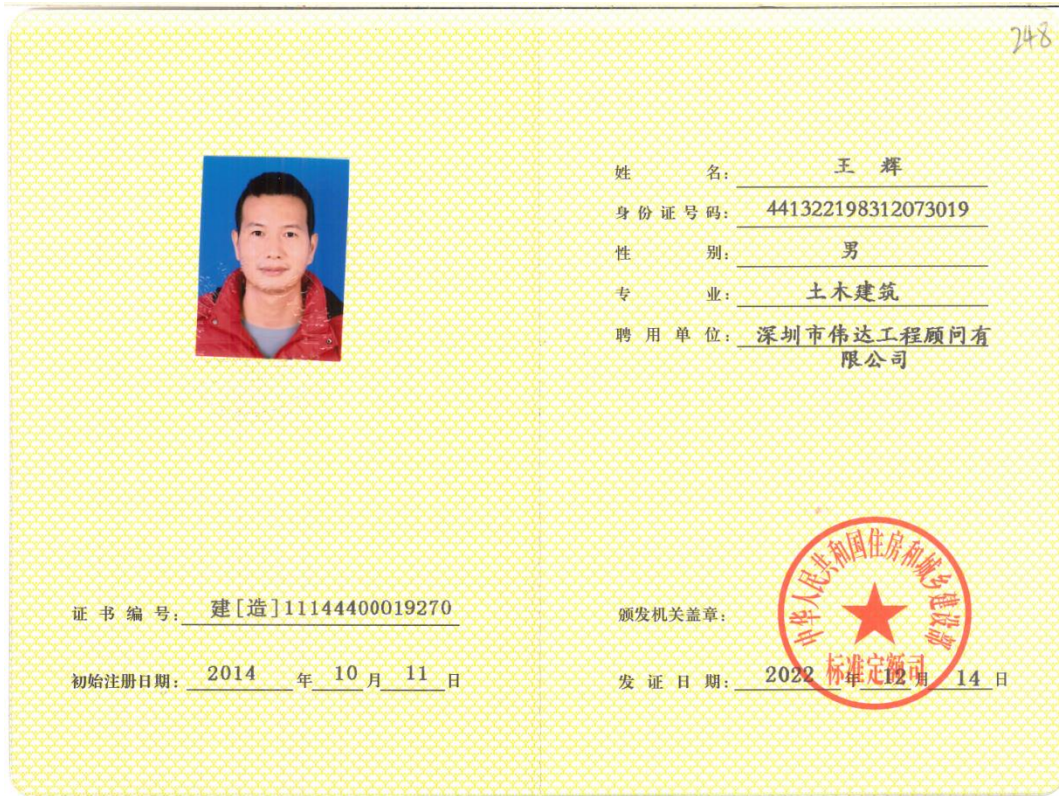 248
姓名：王 辉
身份证号码：441322198312073019
性别：男
专业：土木建筑
聘用单位：深圳市伟达工程顾问有
限公司
证书编号：建[造]11144400019270
初始注册日期：2014年10月11日
颁发机关盖章：
中华人民共和国住房和城乡建设部
标准定额司
发证日期：2022年12月14日